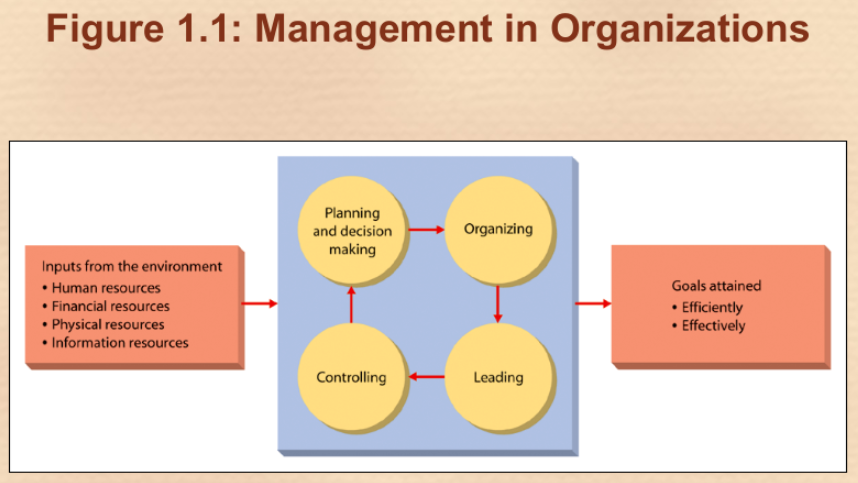 Figure 1.1: Management in Organizations
Inputs from the environment
• Human resources
• Financial resources
• Physical resources
• Information resources
Planning
and decision
making
Organizing
Controlling
Leading
Goals attained
• Efficiently
• Effectively